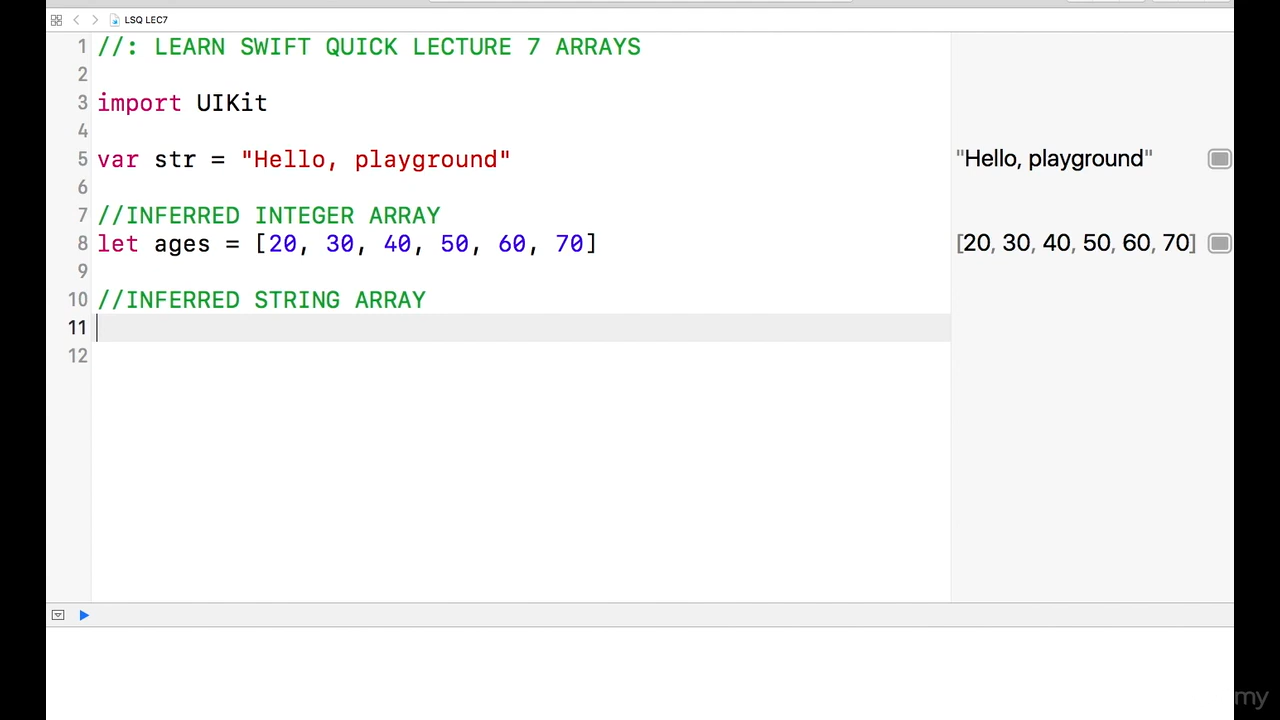 LSQ LEC7
1 //: LEARN SWIFT QUICK LECTURE 7 ARRAYS
2
3 import UIKit
4
5 var str = "Hello, playground" "Hello, playground"
6
7 //INFERRED INTEGER ARRAY
8 let ages = [20, 30, 40, 50, 60, 70] [20, 30, 40, 50, 60, 70]
9
10 //INFERRED STRING ARRAY
11
12
my